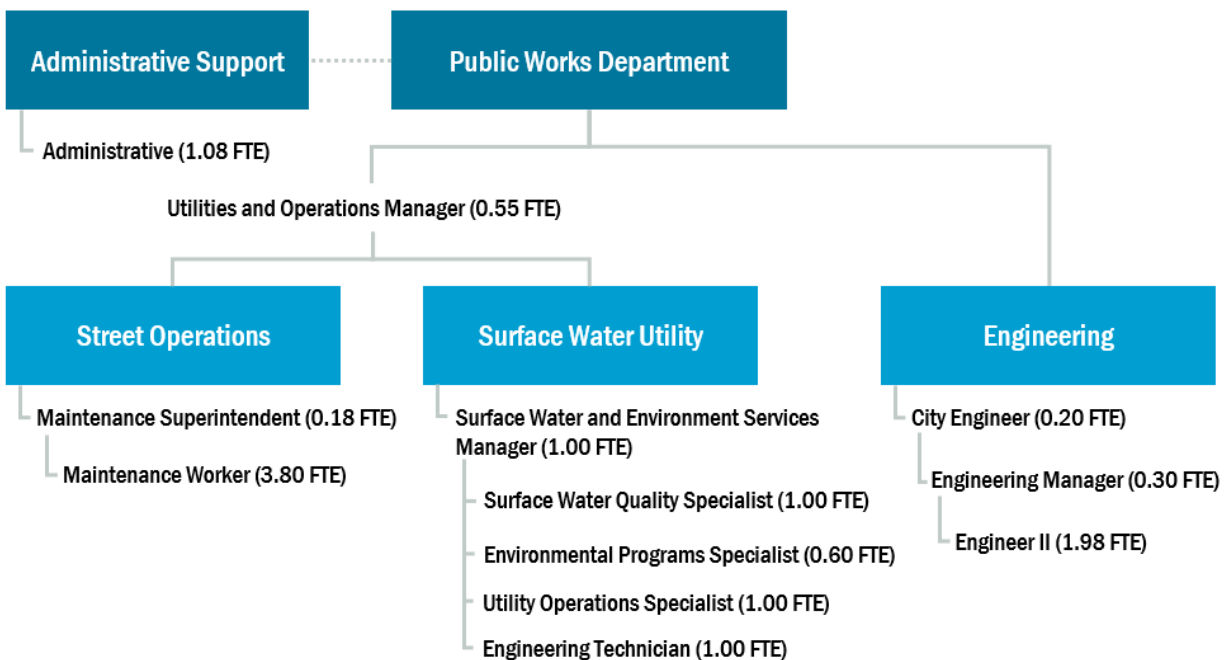 Administrative Support
Public Works Department
Administrative (1.08 FTE)
Utilities and Operations Manager (0.55 FTE)
Street Operations
Surface Water Utility
Engineering
Maintenance Superintendent (0.18 FTE)
Maintenance Worker (3.80 FTE)
Surface Water and Environment Services
Manager (1.00 FTE)
Surface Water Quality Specialist (1.00 FTE)
Environmental Programs Specialist (0.60 FTE)
Utility Operations Specialist (1.00 FTE)
Engineering Technician (1.00 FTE)
City Engineer (0.20 FTE)
Engineering Manager (0.30 FTE)
Engineer II (1.98 FTE)